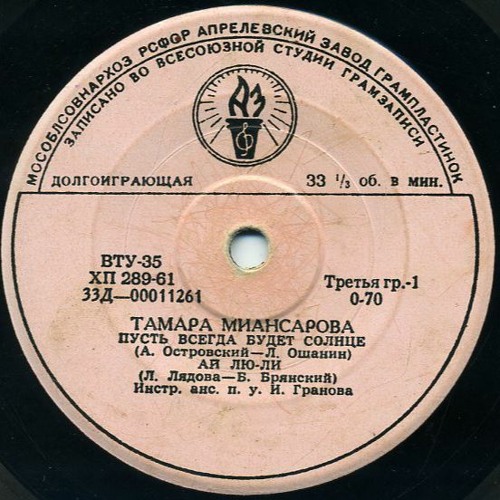 МОСОБЛСОВНАРХОЗ РСФСР АПРЕЛЕВСКИЙ ЗАВОД ГРАМПЛАСТИНОК
ЗАПИСАНО ВО ВСЕСОЮЗНОЙ СТУДИИ ГРАМЗАПИСИ
АЗ
ДОЛГОИГРАЮЩАЯ 33 ⅓ об. в мин.
ВТУ-35
ХП 289-61
33Д—00011261
Третья гр.-1
0-70
ТАМАРА МИАНСАРОВА
ПУСТЬ ВСЕГДА БУДЕТ СОЛНЦЕ
(А. Островский—Л. Ошанин)
АЙ ЛЮ-ЛИ
(Л. Лядова—Б. Брянский)
Инстр. анс. п. у. И. Гранова